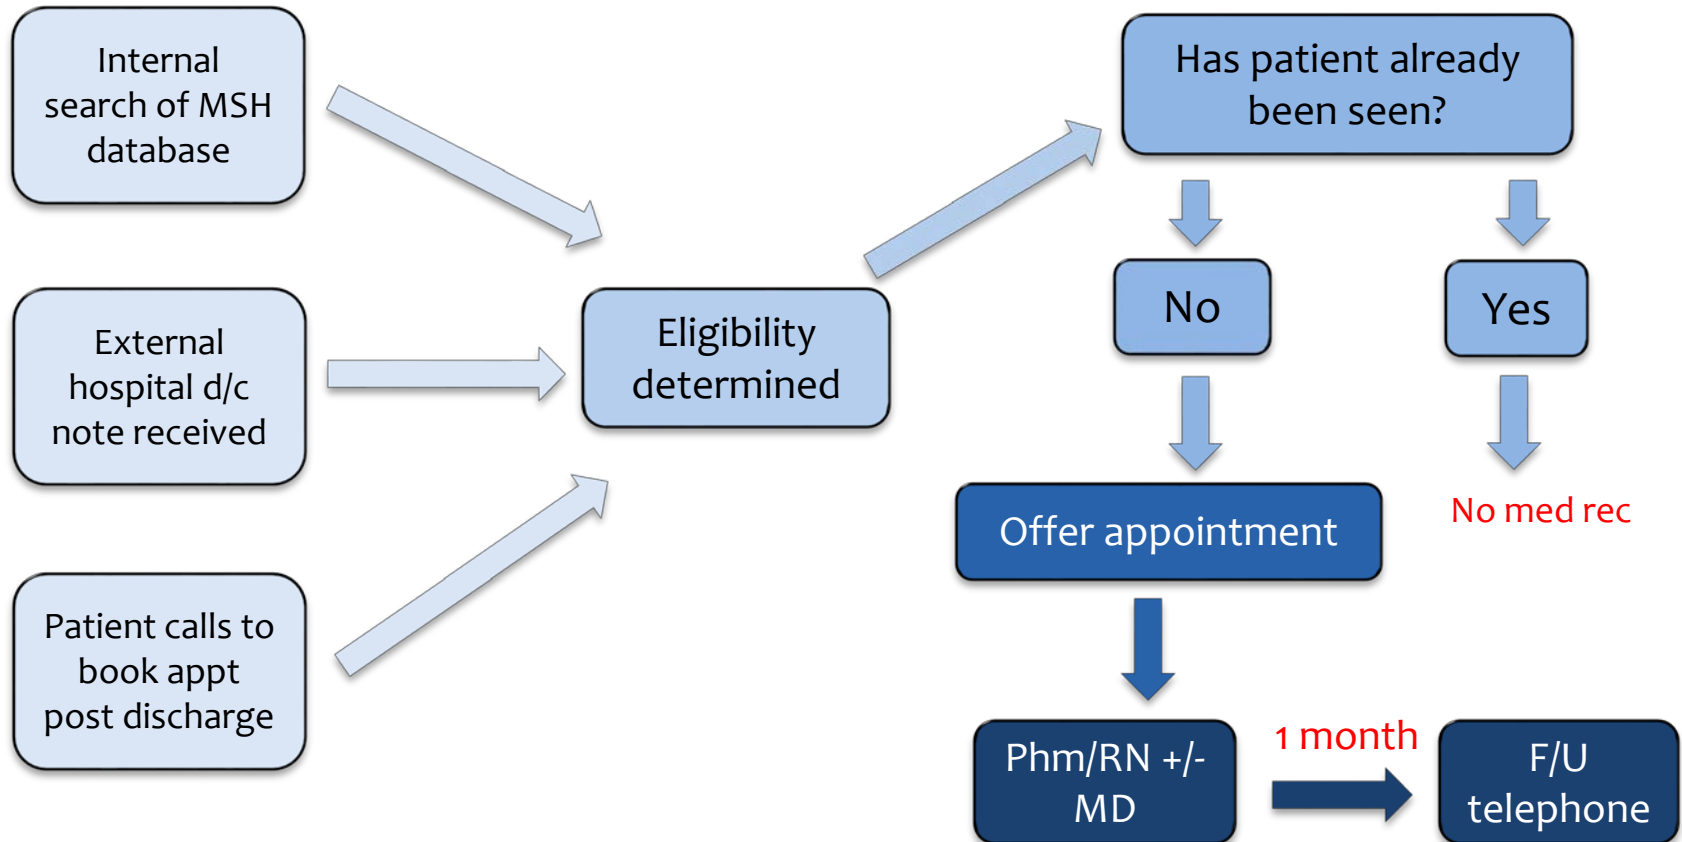 Internal
search of MSH
database
External
hospital d/c
note received
Patient calls to
book appt
post discharge
Eligibility
determined
Has patient already
been seen?
No
Yes
No med rec
Offer appointment
Phm/RN +/-
MD
1 month
F/U
telephone